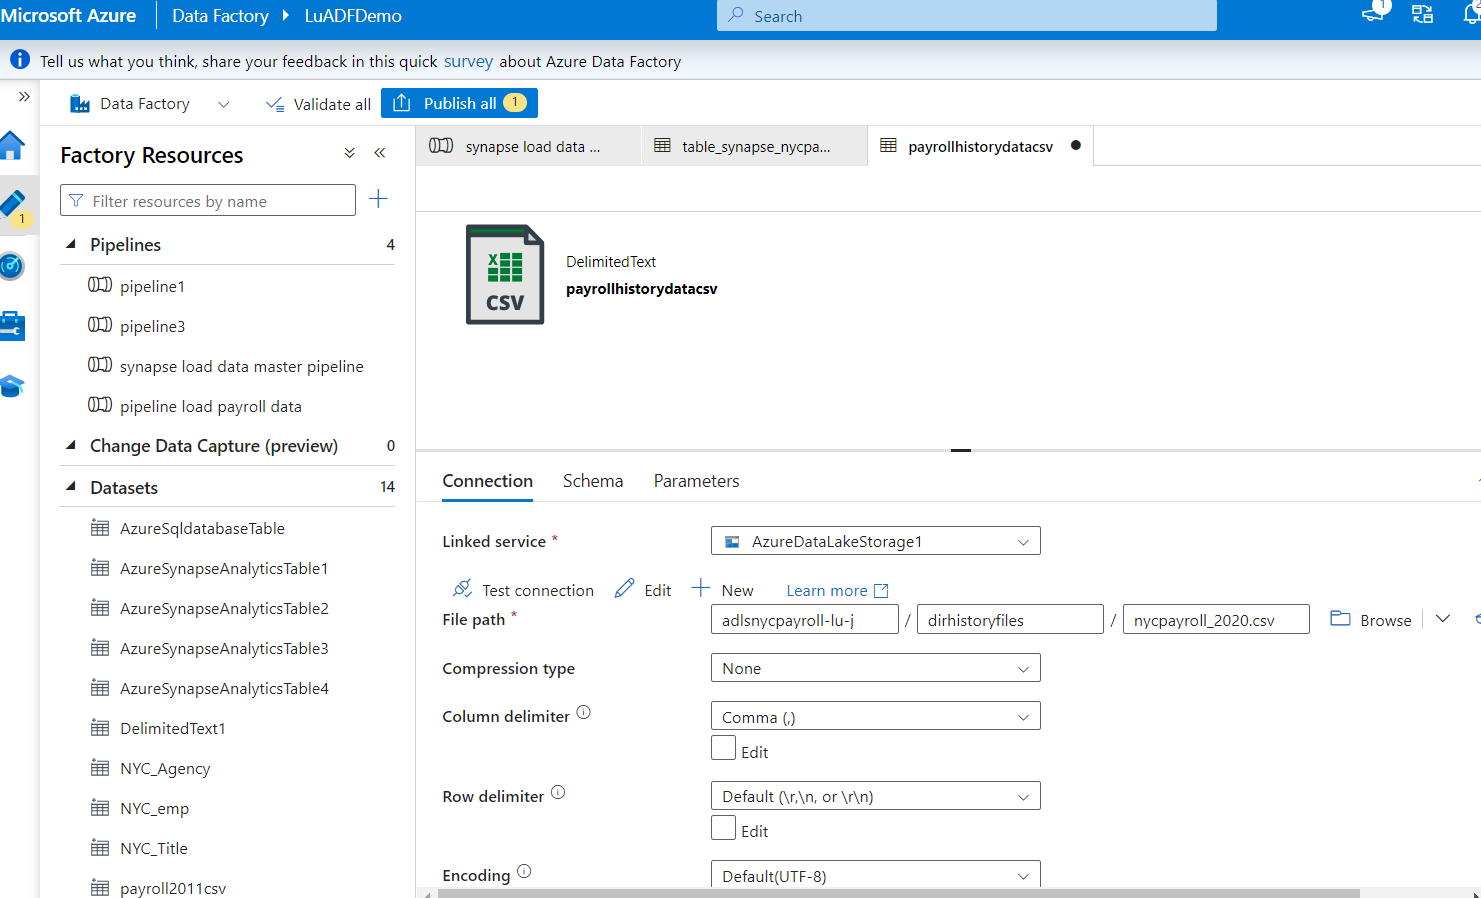 Microsoft Azure Data Factory LuADFDemo Search 1
Tell us what you think, share your feedback in this quick survey about Azure Data Factory
Data Factory Validate all Publish all 1
Factory Resources
Filter resources by name
1
Pipelines 4
pipeline1
pipeline3
synapse load data master pipeline
pipeline load payroll data
Change Data Capture (preview) 0
Datasets 14
AzureSqldatabaseTable
AzureSynapseAnalyticsTable1
AzureSynapseAnalyticsTable2
AzureSynapseAnalyticsTable3
AzureSynapseAnalyticsTable4
DelimitedText1
NYC_Agency
NYC_emp
NYC_Title
payroll2011csv
synapse load data ... table_synapse_nycpa... payrollhistorydatacsv
X
CSV
DelimitedText
payrollhistorydatacsv
Connection Schema Parameters
Linked service * AzureDataLakeStorage1
Test connection Edit New Learn more
File path * adlsnycpayroll-lu-j / dirhistoryfiles / nycpayroll_2020.csv Browse
Compression type None
Column delimiter Comma (,)
Edit
Row delimiter Default (\r,\n, or \r\n)
Edit
Encoding Default(UTF-8)